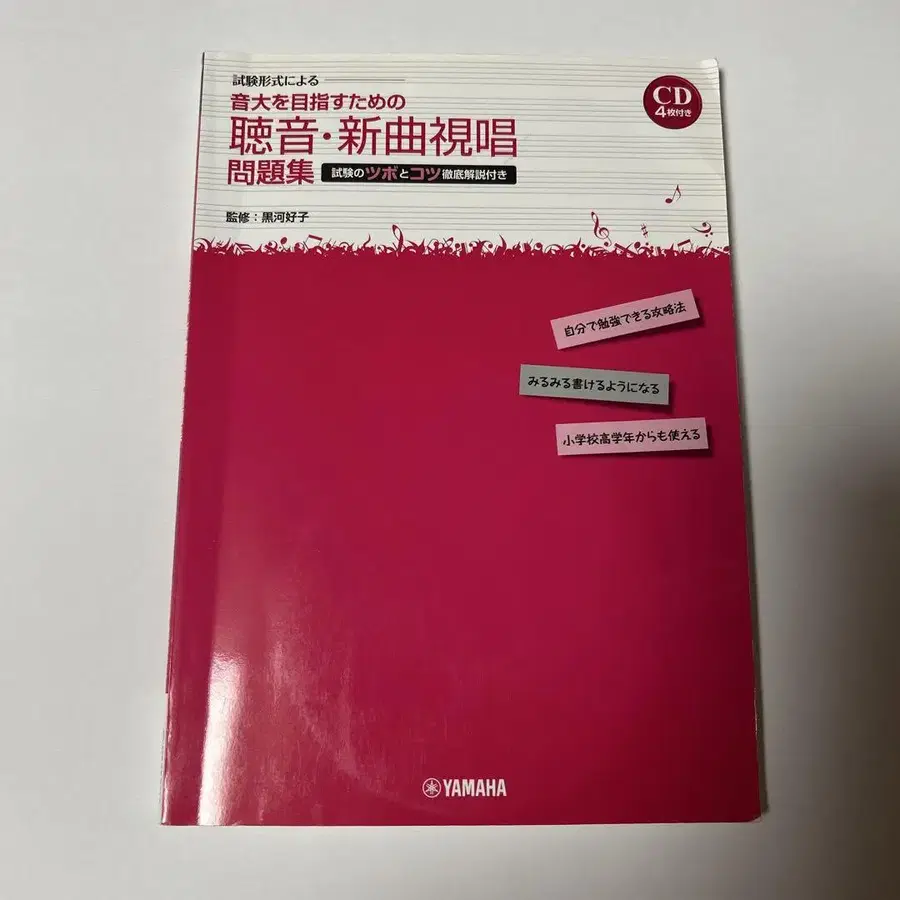 試験形式による
音大を目指すための
聴音・新曲視唱
問題集 試験のツボとコツ徹底解説付き
監修：黒河好子
CD
4枚付き
自分で勉強できる攻略法
みるみる書けるようになる
小学校高学年からも使える
YAMAHA